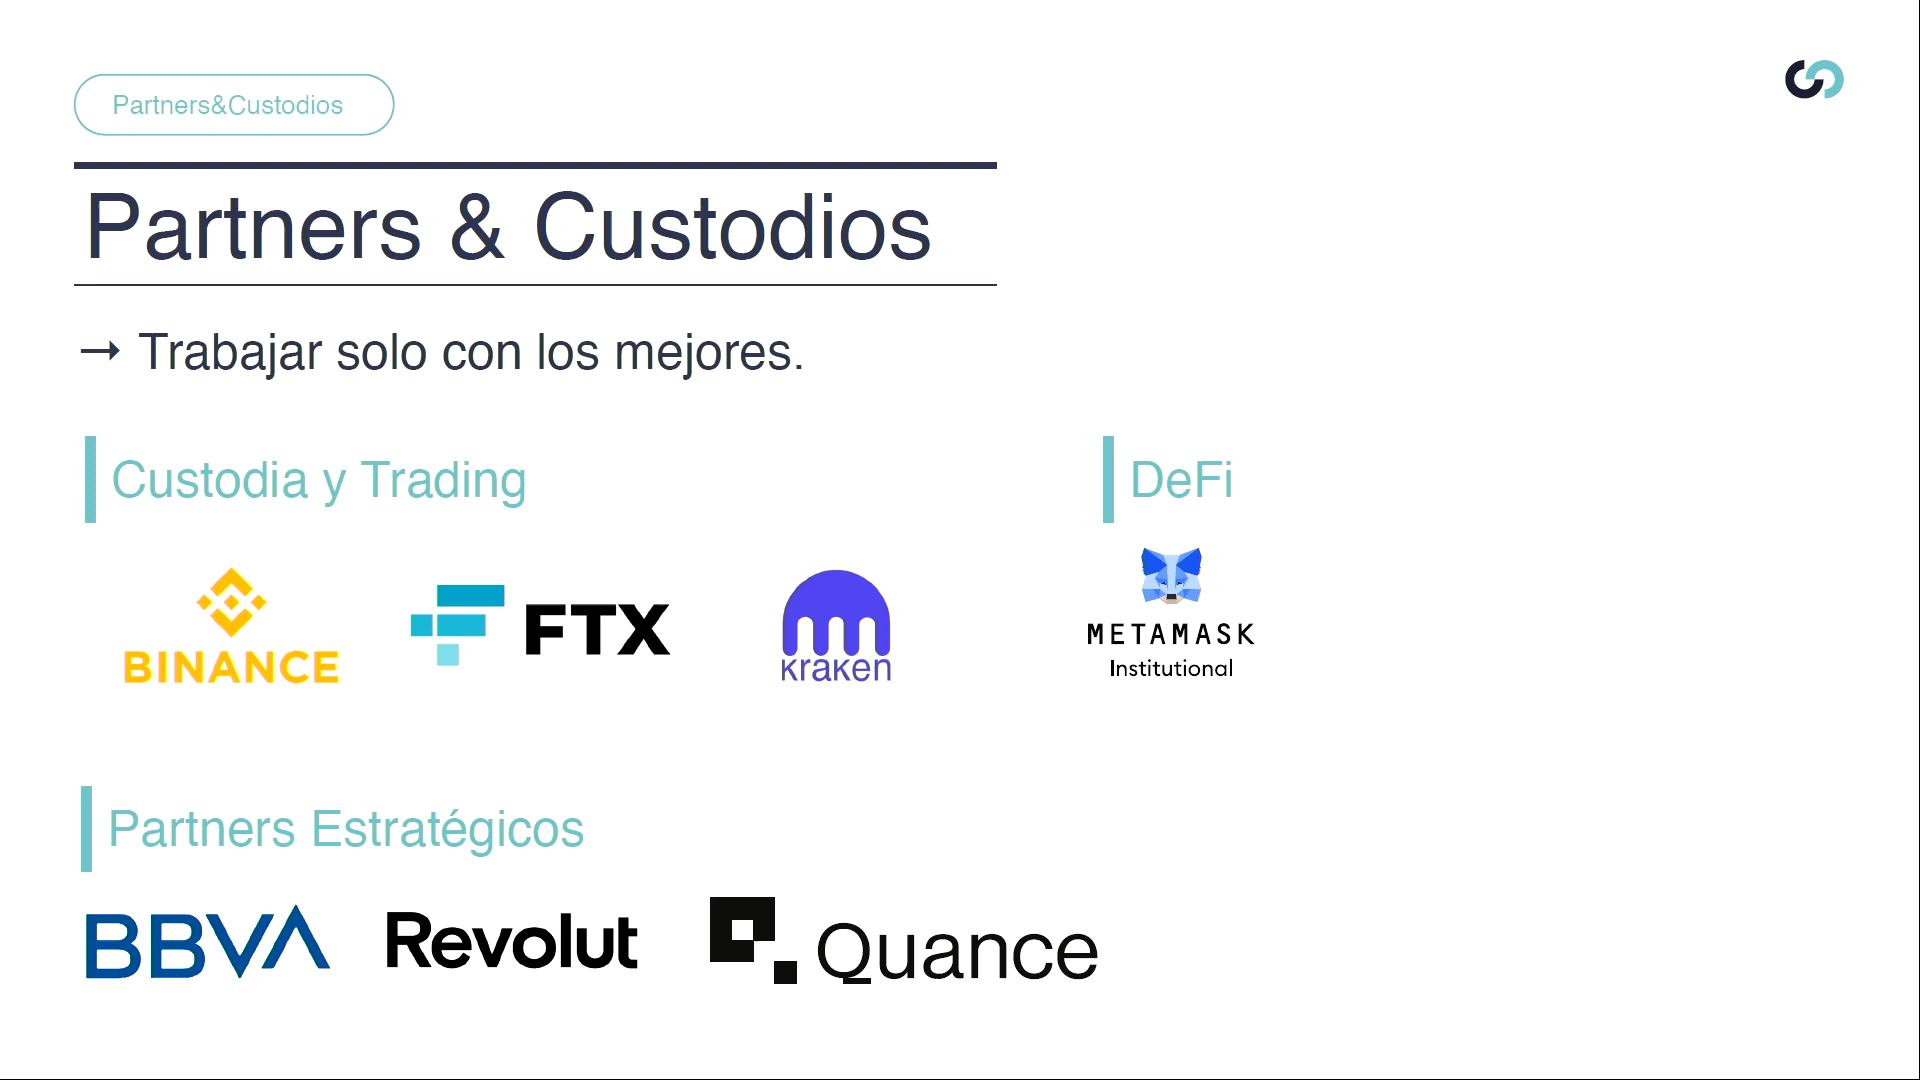 Partners&Custodios
Partners & Custodios
→ Trabajar solo con los mejores.
Custodia y Trading
DeFi
BINANCE
FTX
kraken
METAMASK
Institutional
Partners Estratégicos
BBVA
Revolut
Quance